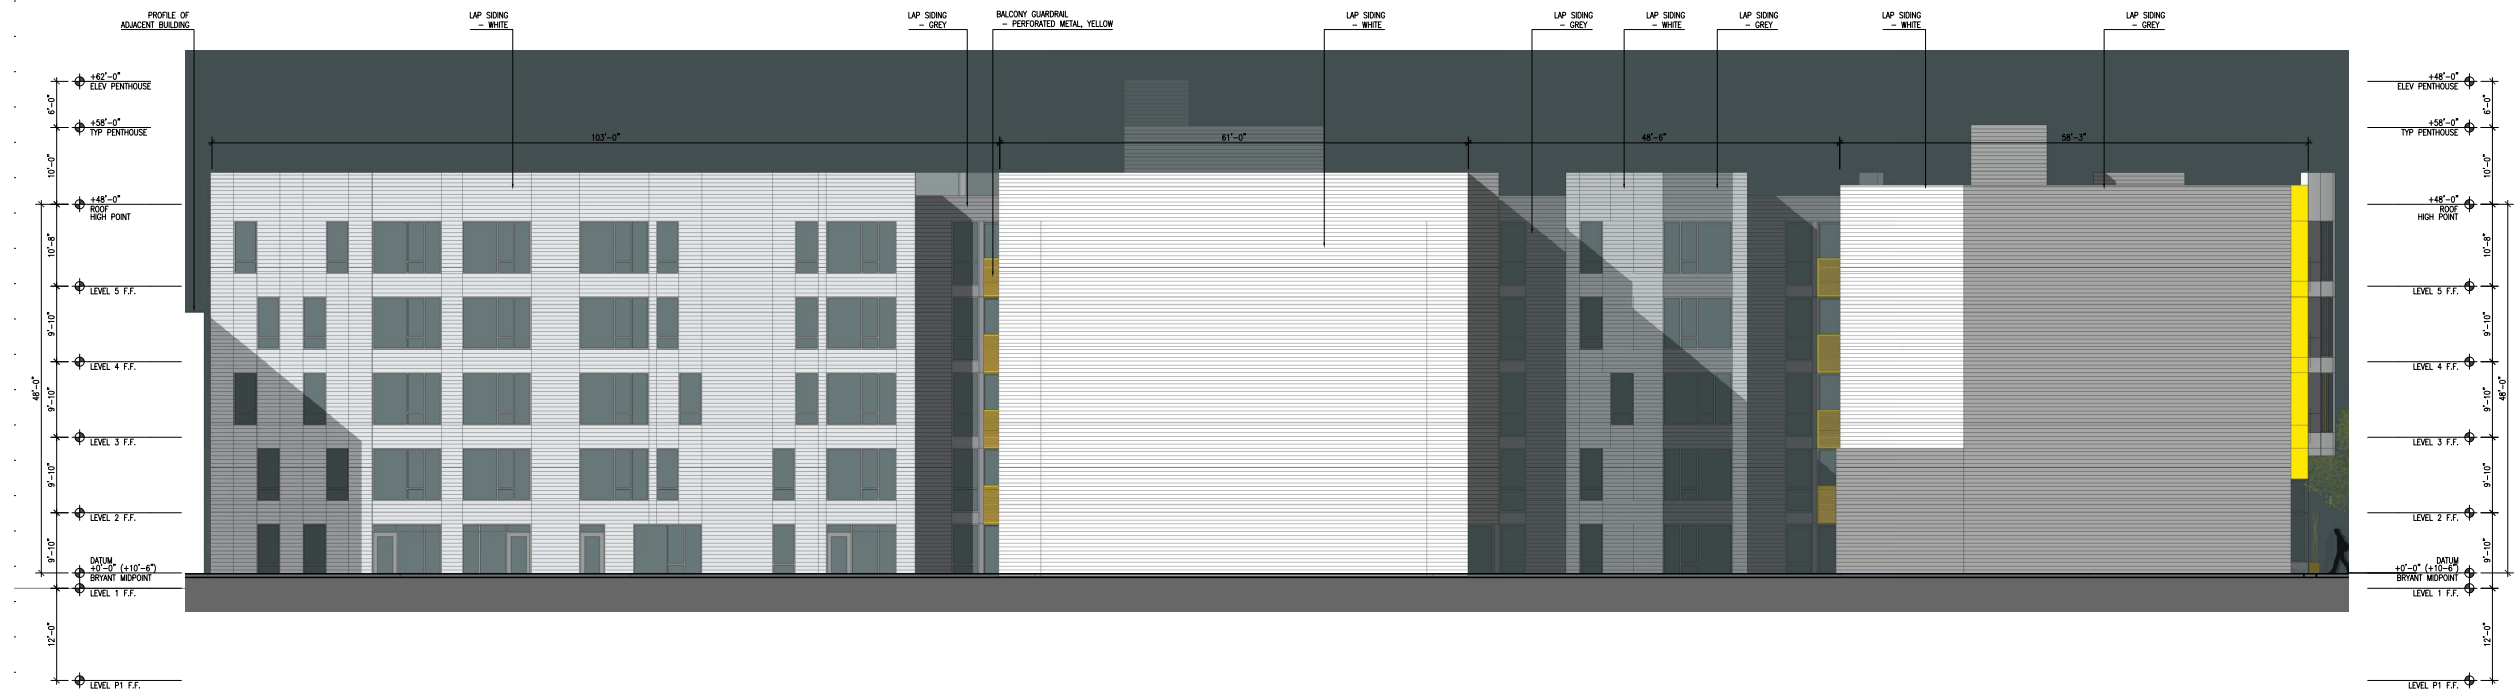 PROFILE OF
ADJACENT BUILDING
LAP SIDING
- WHITE
LAP SIDING
- GREY
BALCONY GUARDRAIL
- PERFORATED METAL, YELLOW
LAP SIDING
- WHITE
LAP SIDING
- GREY
LAP SIDING
- WHITE
LAP SIDING
- GREY
LAP SIDING
- WHITE
LAP SIDING
- GREY
+62'-0"
ELEV PENTHOUSE
6'-0"
+58'-0"
TYP PENTHOUSE
10'-0"
+48'-0"
ROOF
HIGH POINT
10'-8"
LEVEL 5 F.F.
9'-10"
LEVEL 4 F.F.
48'-0"
9'-10"
LEVEL 3 F.F.
9'-10"
LEVEL 2 F.F.
9'-10"
DATUM
+0'-0" (+10'-6")
BRYANT MIDPOINT
LEVEL 1 F.F.
12'-0"
LEVEL P1 F.F.
103'-0"
61'-0"
48'-6"
58'-3"
+48'-0"
ELEV PENTHOUSE
6'-0"
+58'-0"
TYP PENTHOUSE
10'-0"
+48'-0"
ROOF
HIGH POINT
10'-8"
LEVEL 5 F.F.
9'-10"
LEVEL 4 F.F.
48'-0"
9'-10"
LEVEL 3 F.F.
9'-10"
LEVEL 2 F.F.
9'-10"
DATUM
+0'-0" (+10-6")
BRYANT MIDPOINT
LEVEL 1 F.F.
12'-0"
LEVEL P1 F.F.